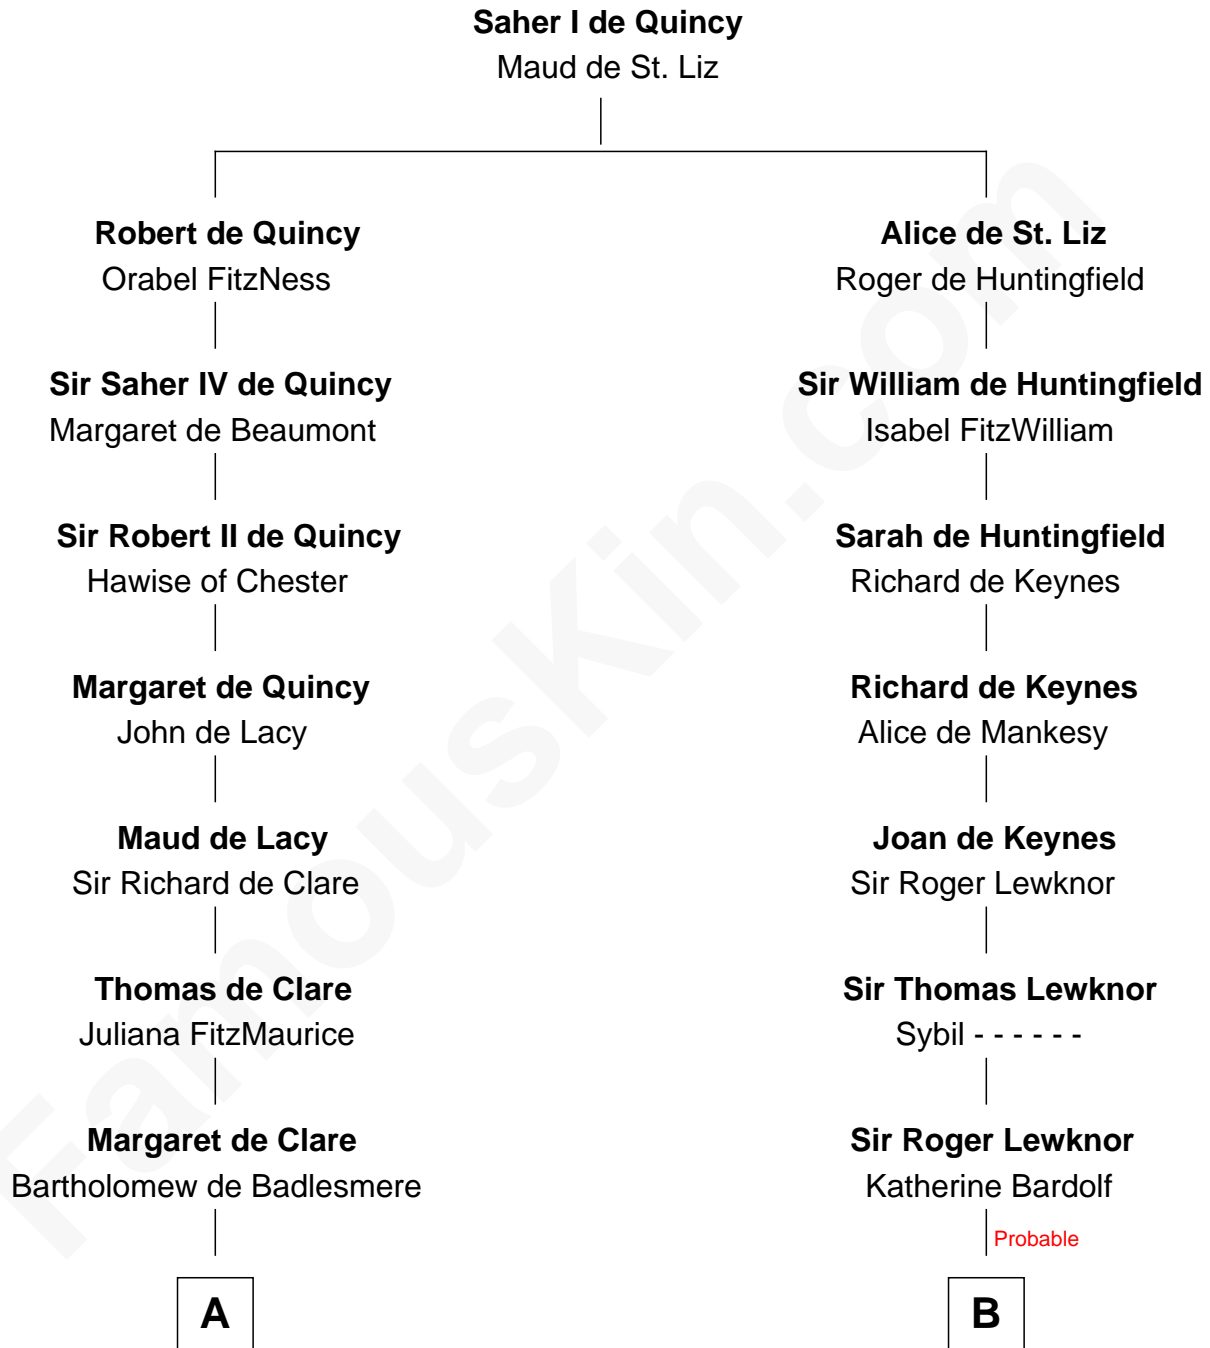 Saher I de Quincy
Maud de St. Liz
Robert de Quincy
Orabel FitzNess
Alice de St. Liz
Roger de Huntingfield
Sir Saher IV de Quincy
Margaret de Beaumont
Sir William de Huntingfield
Isabel FitzWilliam
Sir Robert II de Quincy
Hawise of Chester
Sarah de Huntingfield
Richard de Keynes
Margaret de Quincy
John de Lacy
Richard de Keynes
Alice de Mankesy
Maud de Lacy
Sir Richard de Clare
Joan de Keynes
Sir Roger Lewknor
Thomas de Clare
Juliana FitzMaurice
Sir Thomas Lewknor
Sybil - - - - - -
Margaret de Clare
Bartholomew de Badlesmere
Sir Roger Lewknor
Katherine Bardolf
Probable
A
B
FamousKin.com